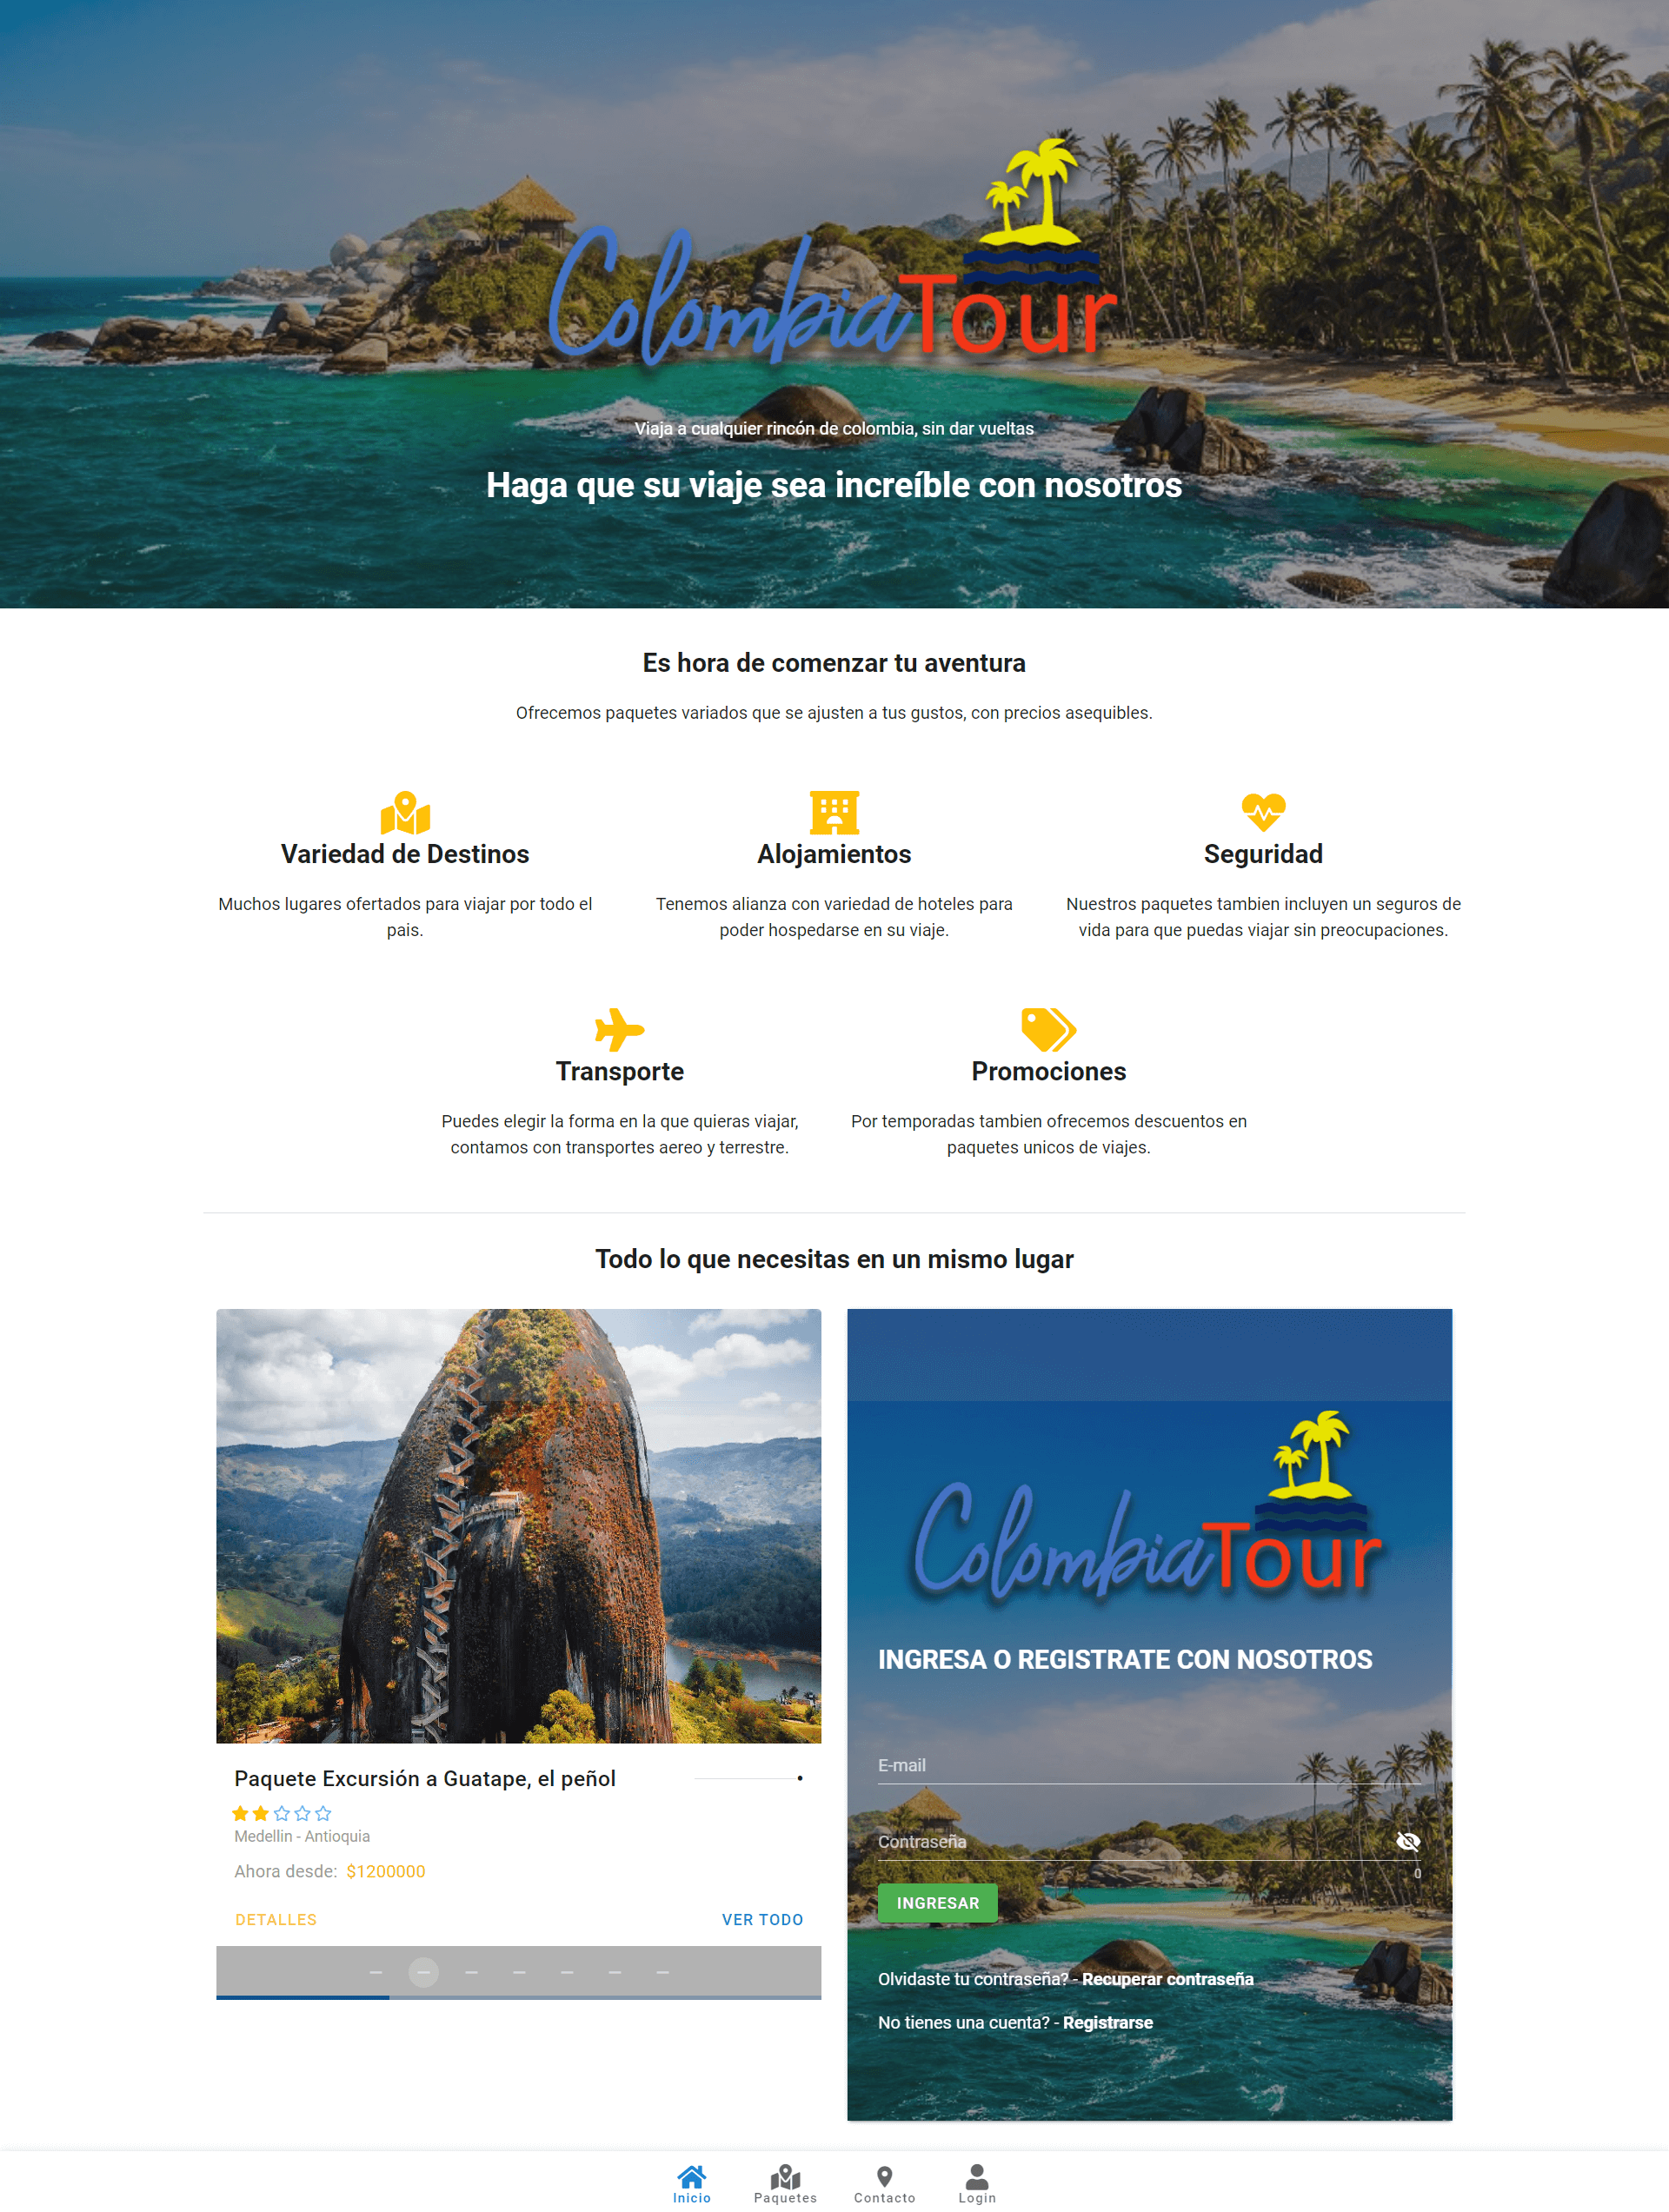 ColombiaTour
Viaja a cualquier rincón de colombia, sin dar vueltas
Haga que su viaje sea increíble con nosotros
Es hora de comenzar tu aventura
Ofrecemos paquetes variados que se ajusten a tus gustos, con precios asequibles.
Variedad de Destinos
Muchos lugares ofertados para viajar por todo el
pais.
Alojamientos
Tenemos alianza con variedad de hoteles para
poder hospedarse en su viaje.
Seguridad
Nuestros paquetes tambien incluyen un seguros de
vida para que puedas viajar sin preocupaciones.
Transporte
Puedes elegir la forma en la que quieras viajar,
contamos con transportes aereo y terrestre.
Promociones
Por temporadas tambien ofrecemos descuentos en
paquetes unicos de viajes.
Todo lo que necesitas en un mismo lugar
Paquete Excursión a Guatape, el peñol
Medellin - Antioquia
Ahora desde: $1200000
DETALLES
VER TODO
ColombiaTour
INGRESA O REGISTRATE CON NOSOTROS
E-mail
Contraseña
0
INGRESAR
Olvidaste tu contraseña? - Recuperar contraseña
No tienes una cuenta? - Registrarse
Inicio
Paquetes
Contacto
Login